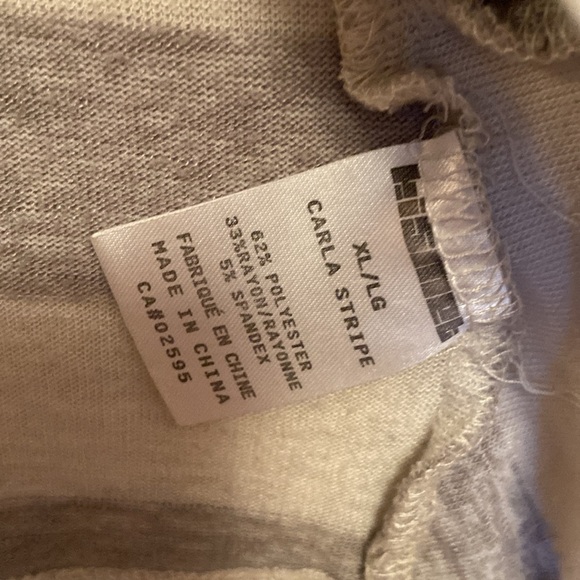 XL/LG
CARLA STRIPE
62% POLYESTER
33%RAYON/RAYONNE
5% SPANDEX
FABRIQUÉ EN CHINE
MADE IN CHINA
CA#02595